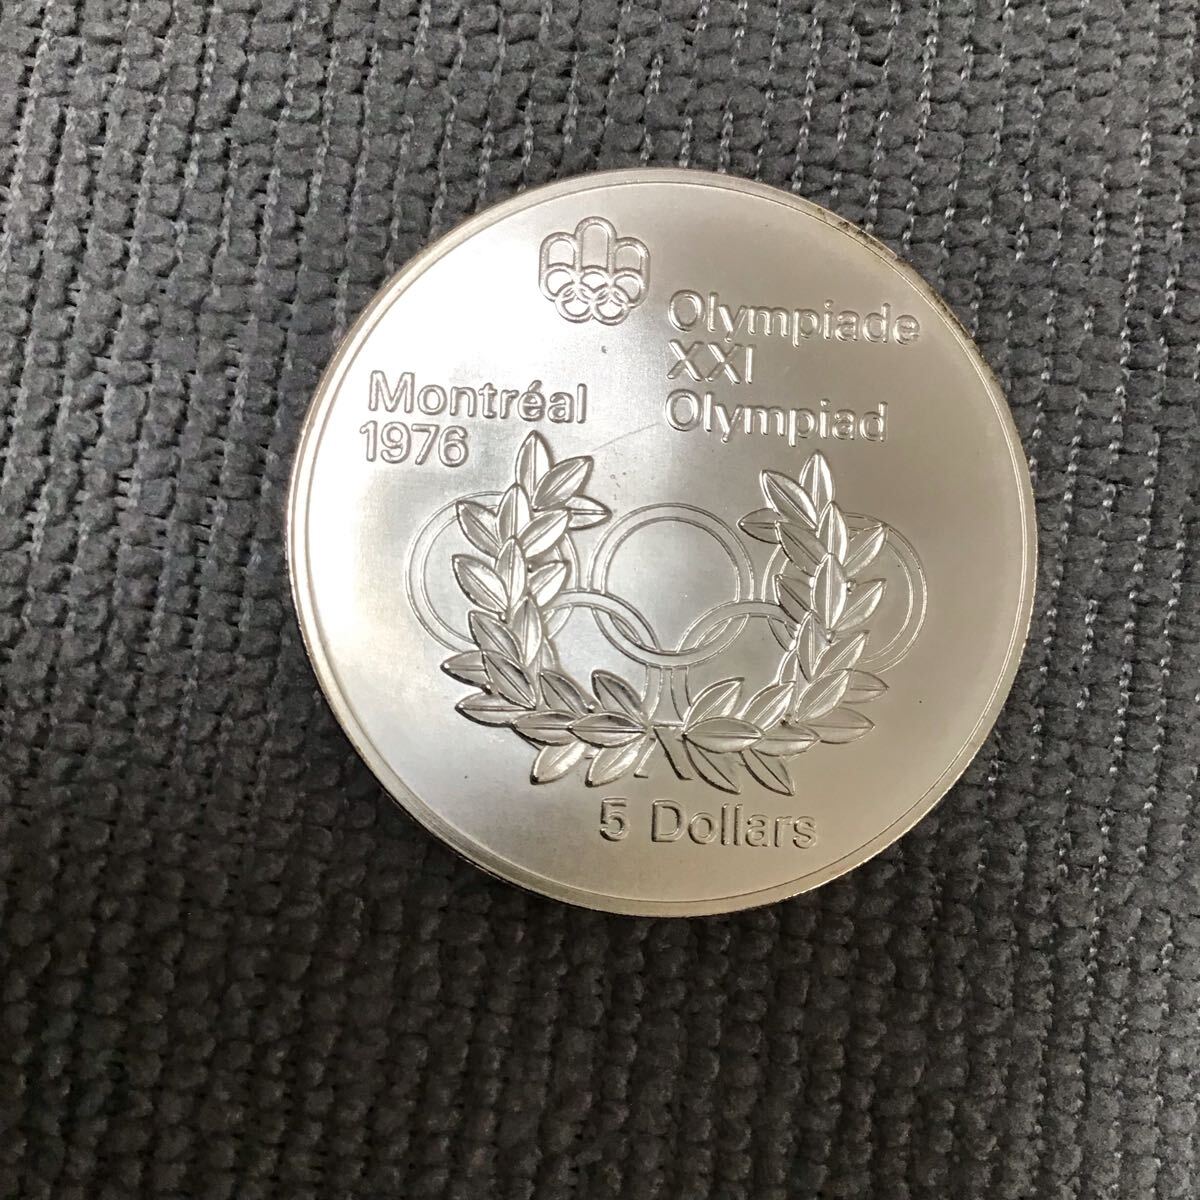 Olympiade
XXI
Olympiad
Montréal
1976
5 Dollars